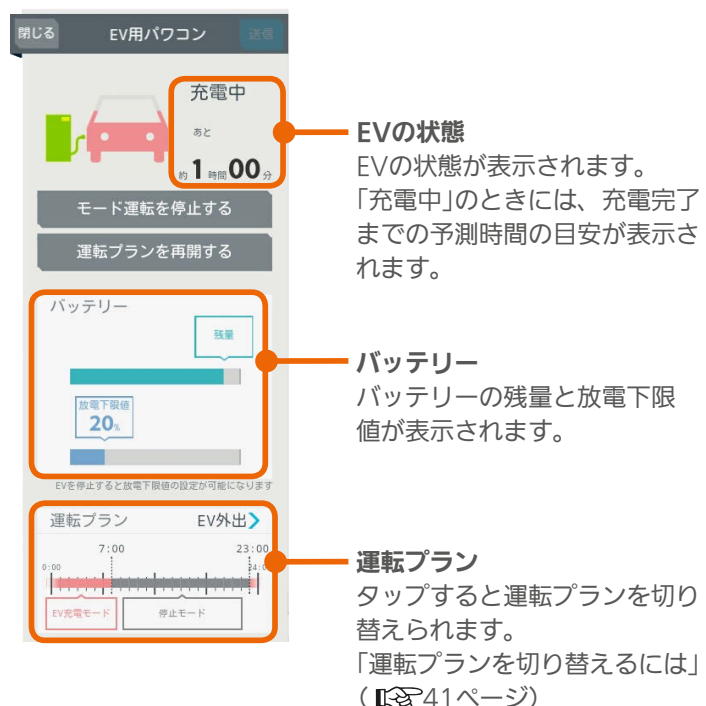 閉じる EV用パワコン 送信
充電中
あと
約1時間00分
モード運転を停止する
運転プランを再開する
バッテリー
残量
放電下限値
20%
EVを停止すると放電下限値の設定が可能になります
運転プラン EV外出
7:00 23:00
0:00
EV充電モード 停止モード
EVの状態
EVの状態が表示されます。
「充電中」のときには、充電完了
までの予測時間の目安が表示さ
れます。
バッテリー
バッテリーの残量と放電下限
値が表示されます。
運転プラン
タップすると運転プランを切り
替えられます。
「運転プランを切り替えるには」
(☞41ページ)